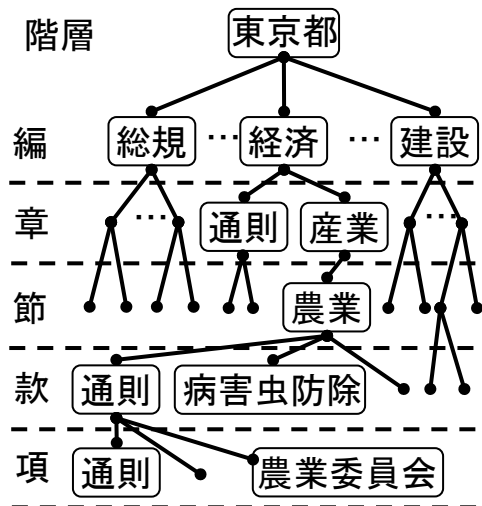 階層 東京都
編 総規 … 経済 … 建設
章 … 通則 産業 …
節 農業
款 通則 病害虫防除
項 通則 農業委員会